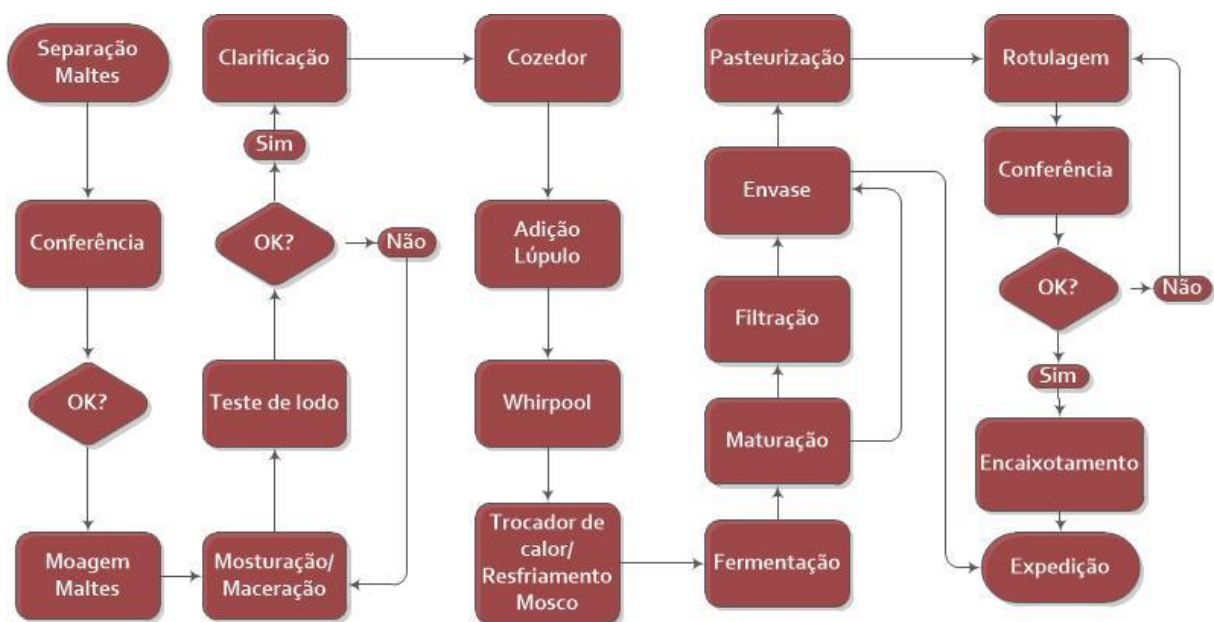 Separação
Maltes
Conferência
OK?
Moagem
Maltes
Mosturação/
Maceração
Teste de Iodo
OK?
Não
Sim
Clarificação
Cozedor
Adição
Lúpulo
Whirpool
Trocador de
calor/
Resfriamento
Mosco
Fermentação
Maturação
Filtração
Envase
Pasteurização
Rotulagem
Conferência
OK?
Não
Sim
Encaixotamento
Expedição